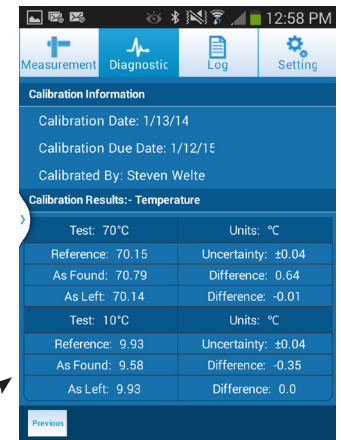 12:58 PM
Measurement Diagnostic Log Setting
Calibration Information
Calibration Date: 1/13/14
Calibration Due Date: 1/12/15
Calibrated By: Steven Welte
Calibration Results:- Temperature
Test: 70°C Units: °C
Reference: 70.15 Uncertainty: ±0.04
As Found: 70.79 Difference: 0.64
As Left: 70.14 Difference: -0.01
Test: 10°C Units: °C
Reference: 9.93 Uncertainty: ±0.04
As Found: 9.58 Difference: -0.35
As Left: 9.93 Difference: 0.0
Previous